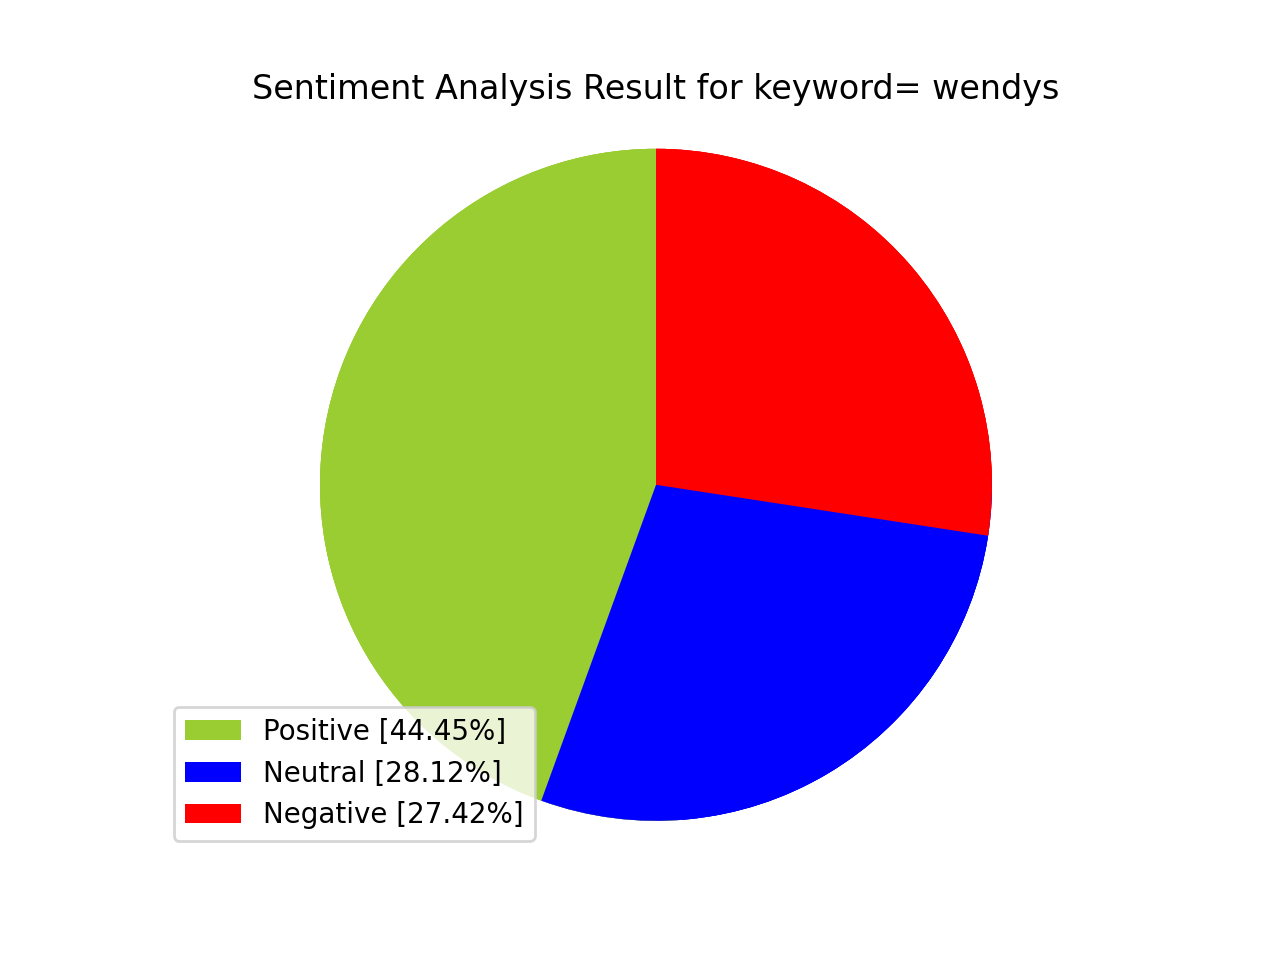 Sentiment Analysis Result for keyword= wendys
Positive [44.45%]
Neutral [28.12%]
Negative [27.42%]